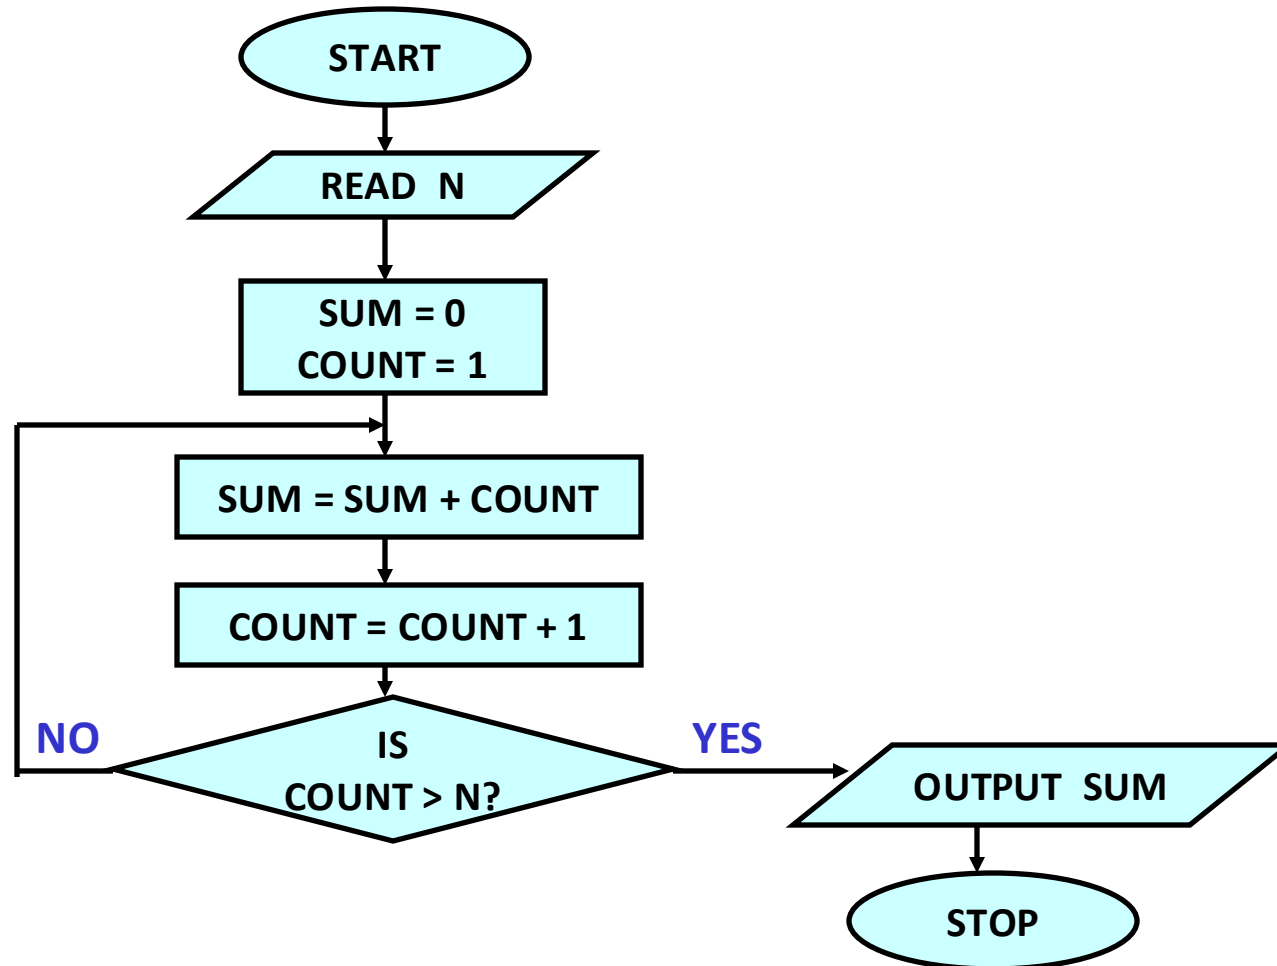 START
READ N
SUM = 0
COUNT = 1
SUM = SUM + COUNT
COUNT = COUNT + 1
NO
IS
YES
COUNT > N?
OUTPUT SUM
STOP